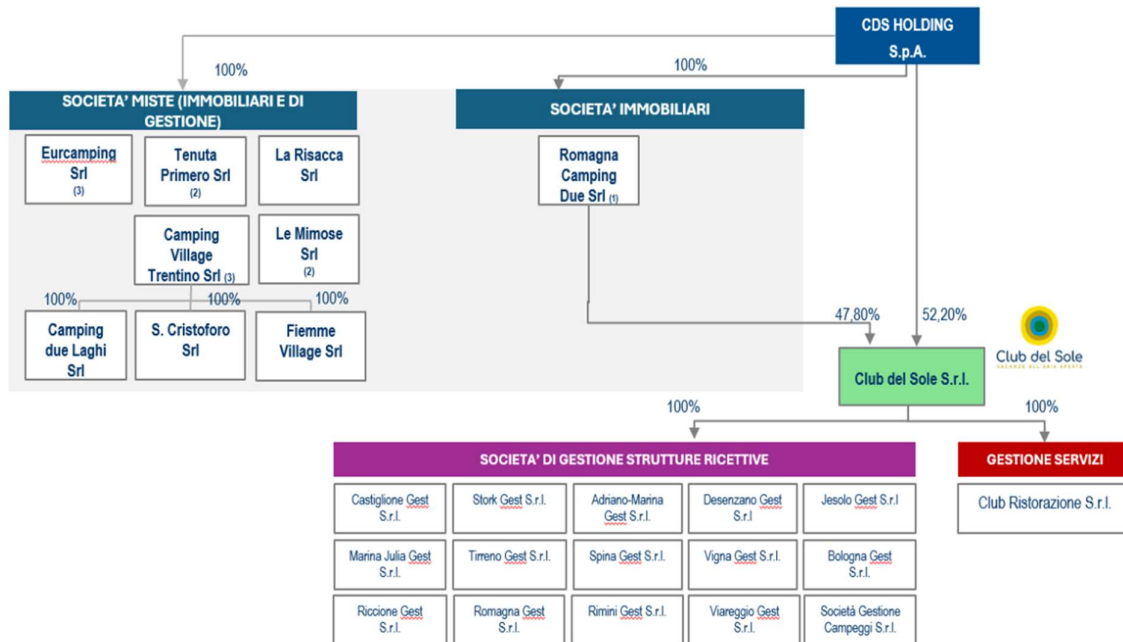 CDS HOLDING
S.p.A.
100%
100%
SOCIETA' MISTE (IMMOBILIARI E DI
GESTIONE)
SOCIETA' IMMOBILIARI
Eurcamping
Srl
(3)
Tenuta
Primero Srl
(2)
La Risacca
Srl
Romagna
Camping
Due Srl (1)
Camping
Village
Trentino Srl (3)
Le Mimose
Srl
(2)
100%
100%
100%
Camping
due Laghi
Srl
S. Cristoforo
Srl
Fiemme
Village Srl
47,80%
52,20%
Club del Sole
VACANZE ALL'ARIA APERTA
Club del Sole S.r.l.
100%
100%
SOCIETA' DI GESTIONE STRUTTURE RICETTIVE
GESTIONE SERVIZI
Castiglione Gest
S.r.l.
Stork Gest S.r.l.
Adriano-Marina
Gest S.r.l.
Desenzano Gest
S.r.l
Jesolo Gest S.r.l
Club Ristorazione S.r.l.
Marina Julia Gest
S.r.l.
Tirreno Gest S.r.l.
Spina Gest S.r.l.
Vigna Gest S.r.l.
Bologna Gest
S.r.l.
Riccione Gest
S.r.l.
Romagna Gest
S.r.l.
Rimini Gest S.r.l.
Viareggio Gest
S.r.l.
Società Gestione
Campeggi S.r.l.